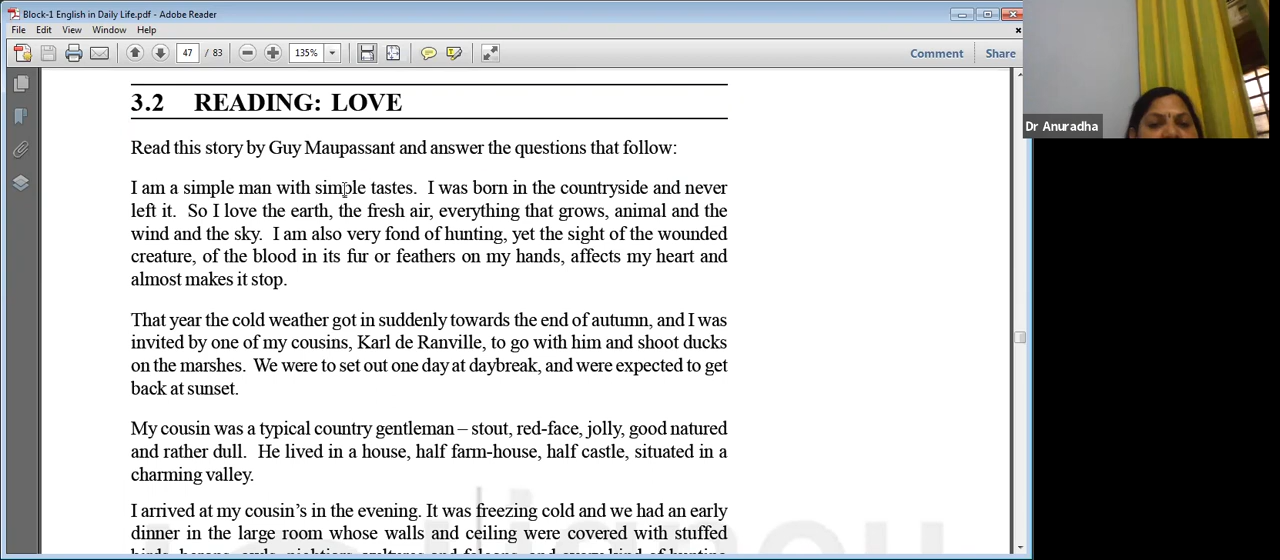 Block-1 English in Daily Life.pdf - Adobe Reader
File Edit View Window Help
47 / 83 135% Comment Share
Dr Anuradha
3.2 READING: LOVE
Read this story by Guy Maupassant and answer the questions that follow:
I am a simple man with simple tastes. I was born in the countryside and never
left it. So I love the earth, the fresh air, everything that grows, animal and the
wind and the sky. I am also very fond of hunting, yet the sight of the wounded
creature, of the blood in its fur or feathers on my hands, affects my heart and
almost makes it stop.
That year the cold weather got in suddenly towards the end of autumn, and I was
invited by one of my cousins, Karl de Ranville, to go with him and shoot ducks
on the marshes. We were to set out one day at daybreak, and were expected to get
back at sunset.
My cousin was a typical country gentleman – stout, red-face, jolly, good natured
and rather dull. He lived in a house, half farm-house, half castle, situated in a
charming valley.
I arrived at my cousin's in the evening. It was freezing cold and we had an early
dinner in the large room whose walls and ceiling were covered with stuffed